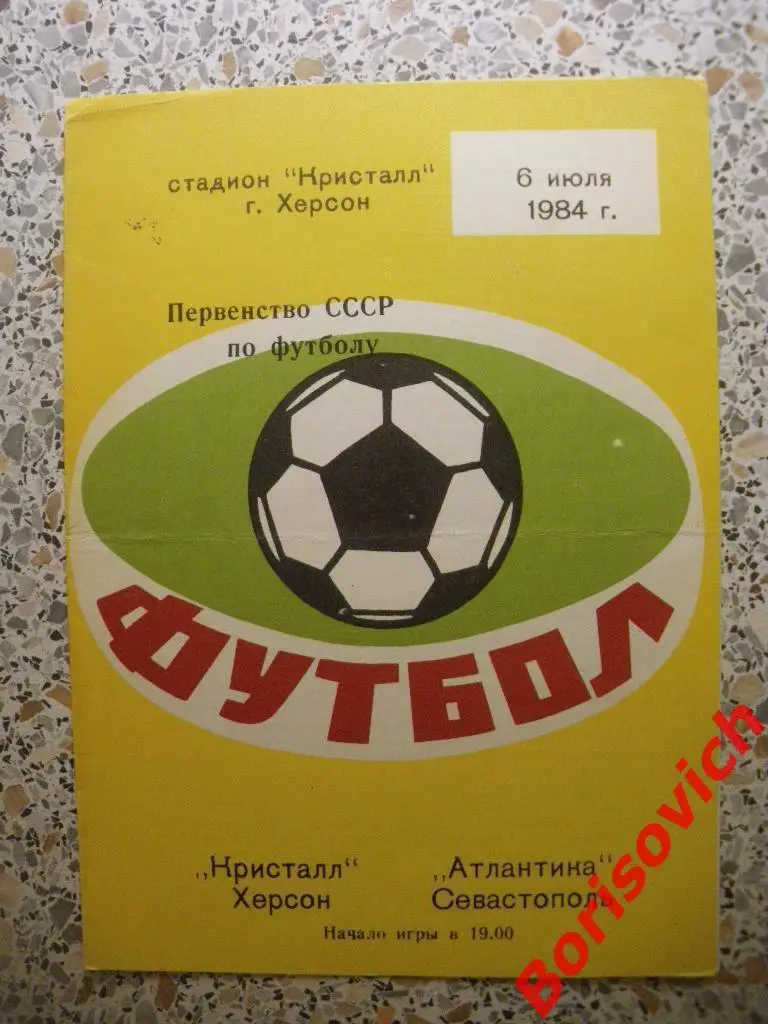 стадион "Кристалл"
г. Херсон
6 июля
1984 г.
Первенство СССР
по футболу
ФУТБОЛ
„Кристалл"
Херсон
„Атлантика"
Севастополь
Начало игры в 19.00
Borisovich